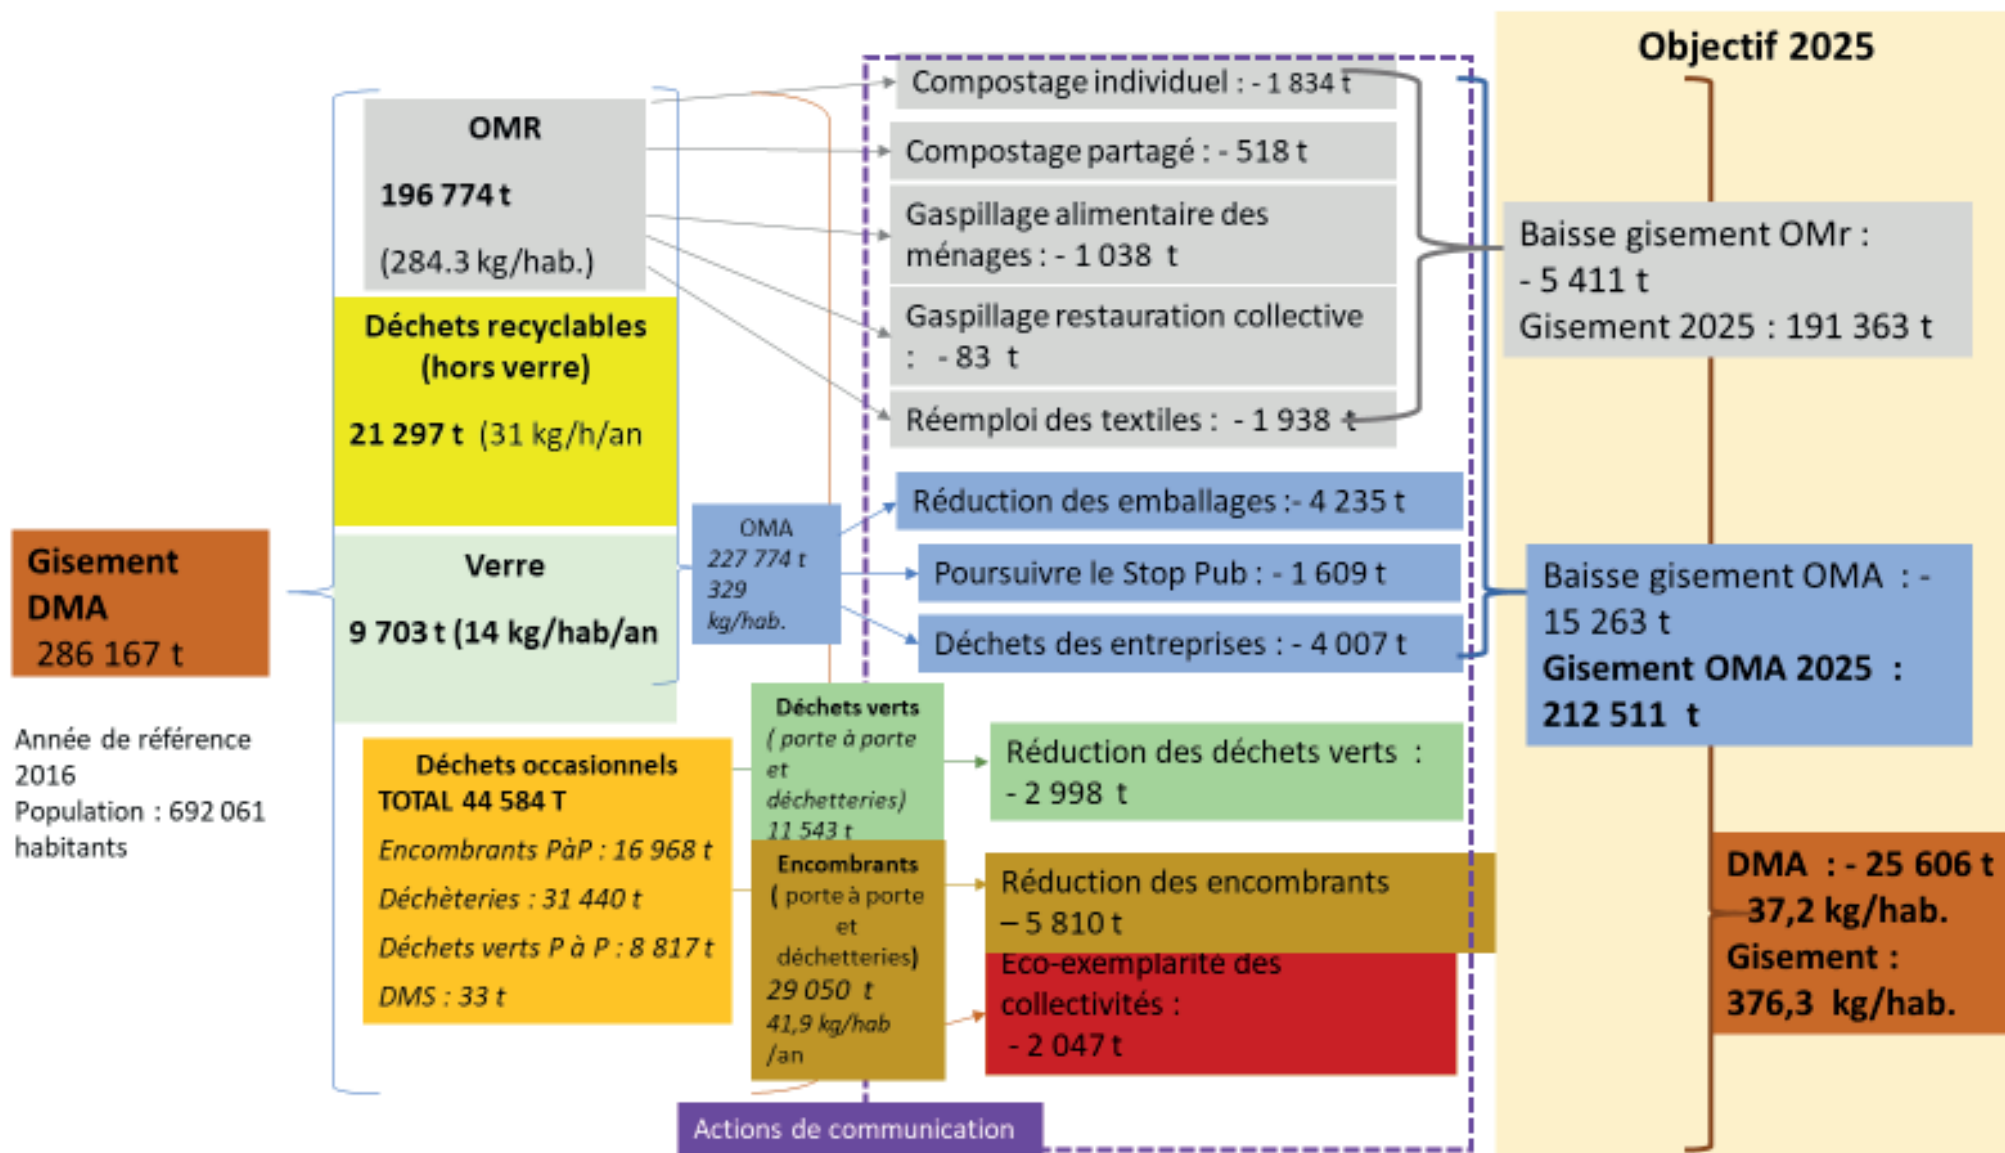 Gisement
DMA
286 167 t
Année de référence
2016
Population : 692 061
habitants
OMR
196 774 t
(284.3 kg/hab.)
Déchets recyclables
(hors verre)
21 297 t (31 kg/h/an
Verre
9 703 t (14 kg/hab/an
Déchets occasionnels
TOTAL 44 584 T
Encombrants PàP : 16 968 t
Déchèteries : 31 440 t
Déchets verts P à P : 8 817 t
DMS : 33 t
OMA
227 774 t
329
kg/hab.
Déchets verts
( porte à porte
et
déchetteries)
11 543 t
Encombrants
( porte à porte
et
déchetteries)
29 050 t
41,9 kg/hab
/an
Compostage individuel : - 1 834 t
Compostage partagé : - 518 t
Gaspillage alimentaire des
ménages : - 1 038 t
Gaspillage restauration collective
: - 83 t
Réemploi des textiles : - 1 938 t
Réduction des emballages :- 4 235 t
Poursuivre le Stop Pub : - 1 609 t
Déchets des entreprises : - 4 007 t
Réduction des déchets verts :
- 2 998 t
Réduction des encombrants
– 5 810 t
Eco-exemplarité des
collectivités :
- 2 047 t
Actions de communication
Objectif 2025
Baisse gisement OMr :
- 5 411 t
Gisement 2025 : 191 363 t
Baisse gisement OMA : -
15 263 t
Gisement OMA 2025 :
212 511 t
DMA : - 25 606 t
37,2 kg/hab.
Gisement :
376,3 kg/hab.